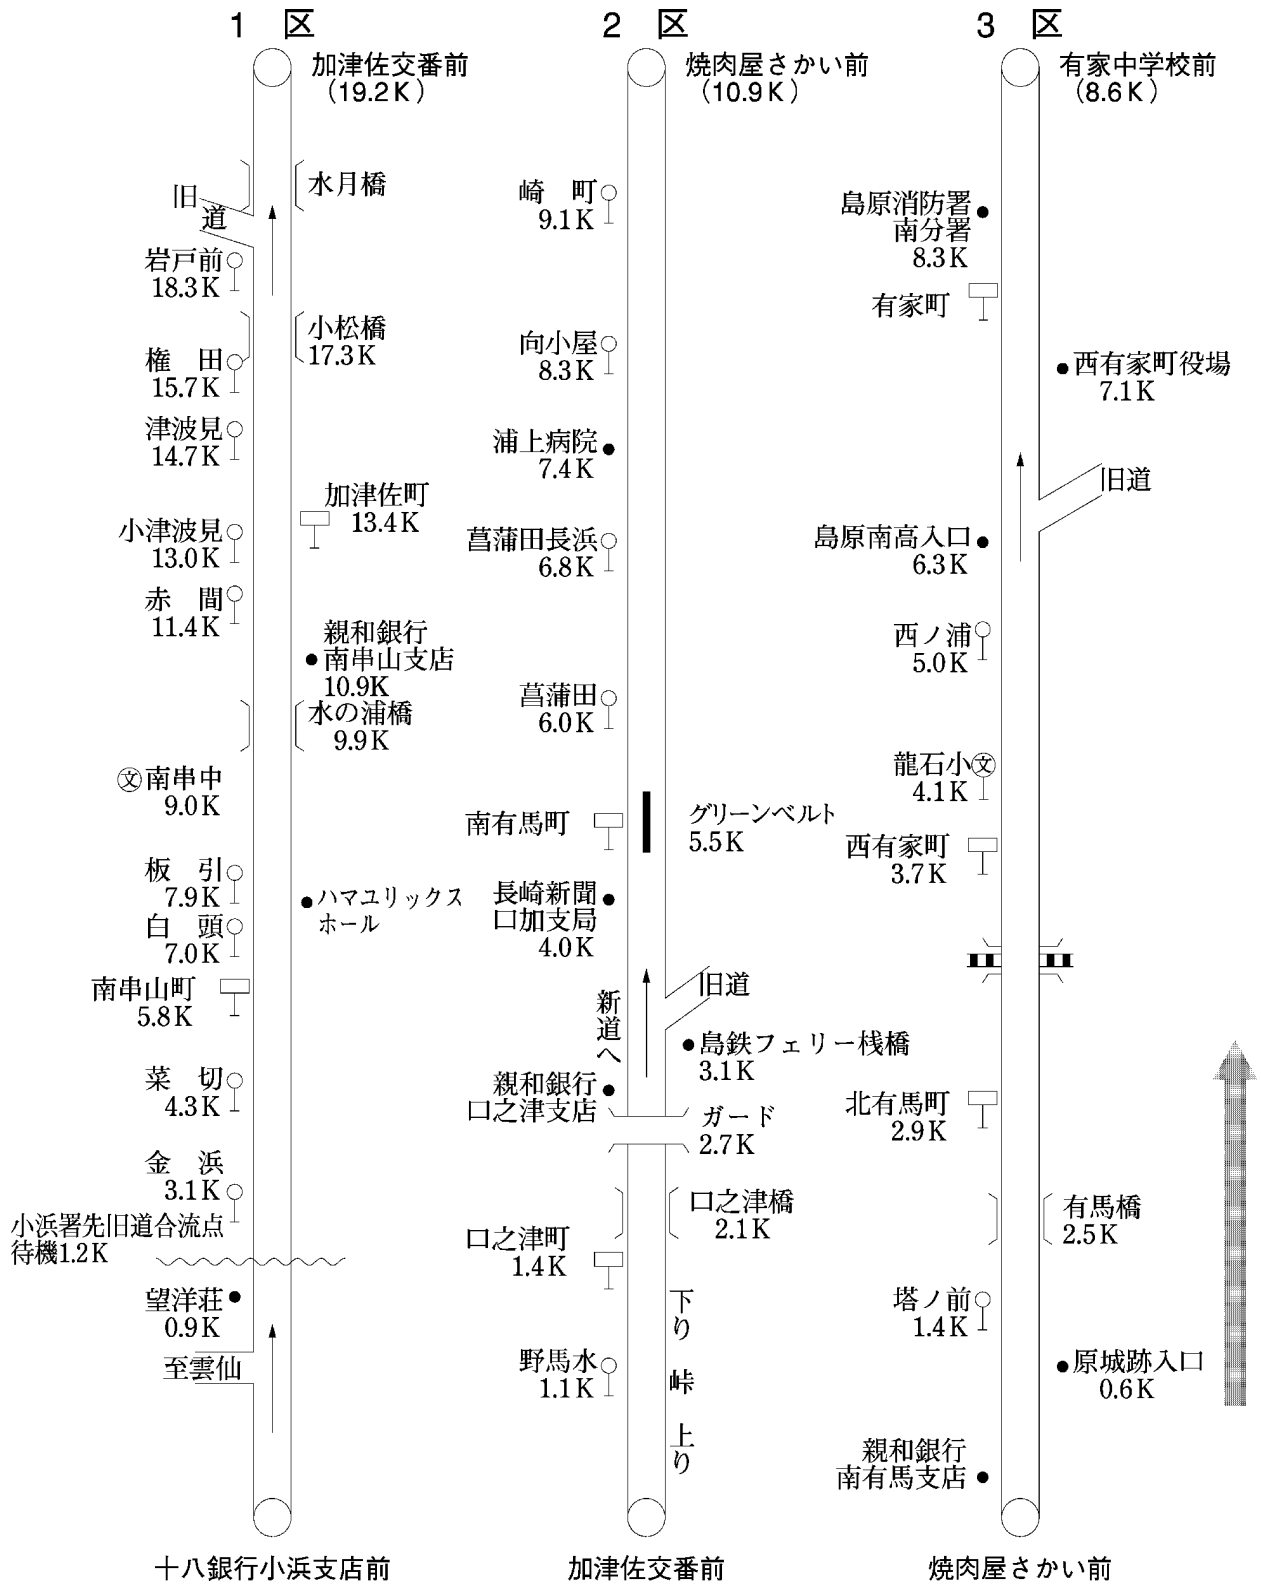 1 区
加津佐交番前
(19.2K)
水月橋
旧
道
岩戸前
18.3K
小松橋
17.3K
権 田
15.7K
津波見
14.7K
加津佐町
13.4K
小津波見
13.0K
赤 間
11.4K
親和銀行
南串山支店
10.9K
水の浦橋
9.9K
文南串中
9.0K
板 引
7.9K
ハマユリックス
ホール
白 頭
7.0K
南串山町
5.8K
菜 切
4.3K
金 浜
3.1K
小浜署先旧道合流点
待機1.2K
望洋荘
0.9K
至雲仙
十八銀行小浜支店前
2 区
焼肉屋さかい前
(10.9K)
崎 町
9.1K
向小屋
8.3K
浦上病院
7.4K
菖蒲田長浜
6.8K
菖蒲田
6.0K
南有馬町
グリーンベルト
5.5K
長崎新聞
口加支局
4.0K
旧道
新道へ
島鉄フェリー桟橋
3.1K
親和銀行
口之津支店
ガード
2.7K
口之津橋
2.1K
口之津町
1.4K
下り
野馬水
1.1K
峠
上り
加津佐交番前
3 区
有家中学校前
(8.6K)
島原消防署
南分署
8.3K
有家町
西有家町役場
7.1K
旧道
島原南高入口
6.3K
西ノ浦
5.0K
龍石小文
4.1K
西有家町
3.7K
北有馬町
2.9K
有馬橋
2.5K
塔ノ前
1.4K
原城跡入口
0.6K
親和銀行
南有馬支店
焼肉屋さかい前